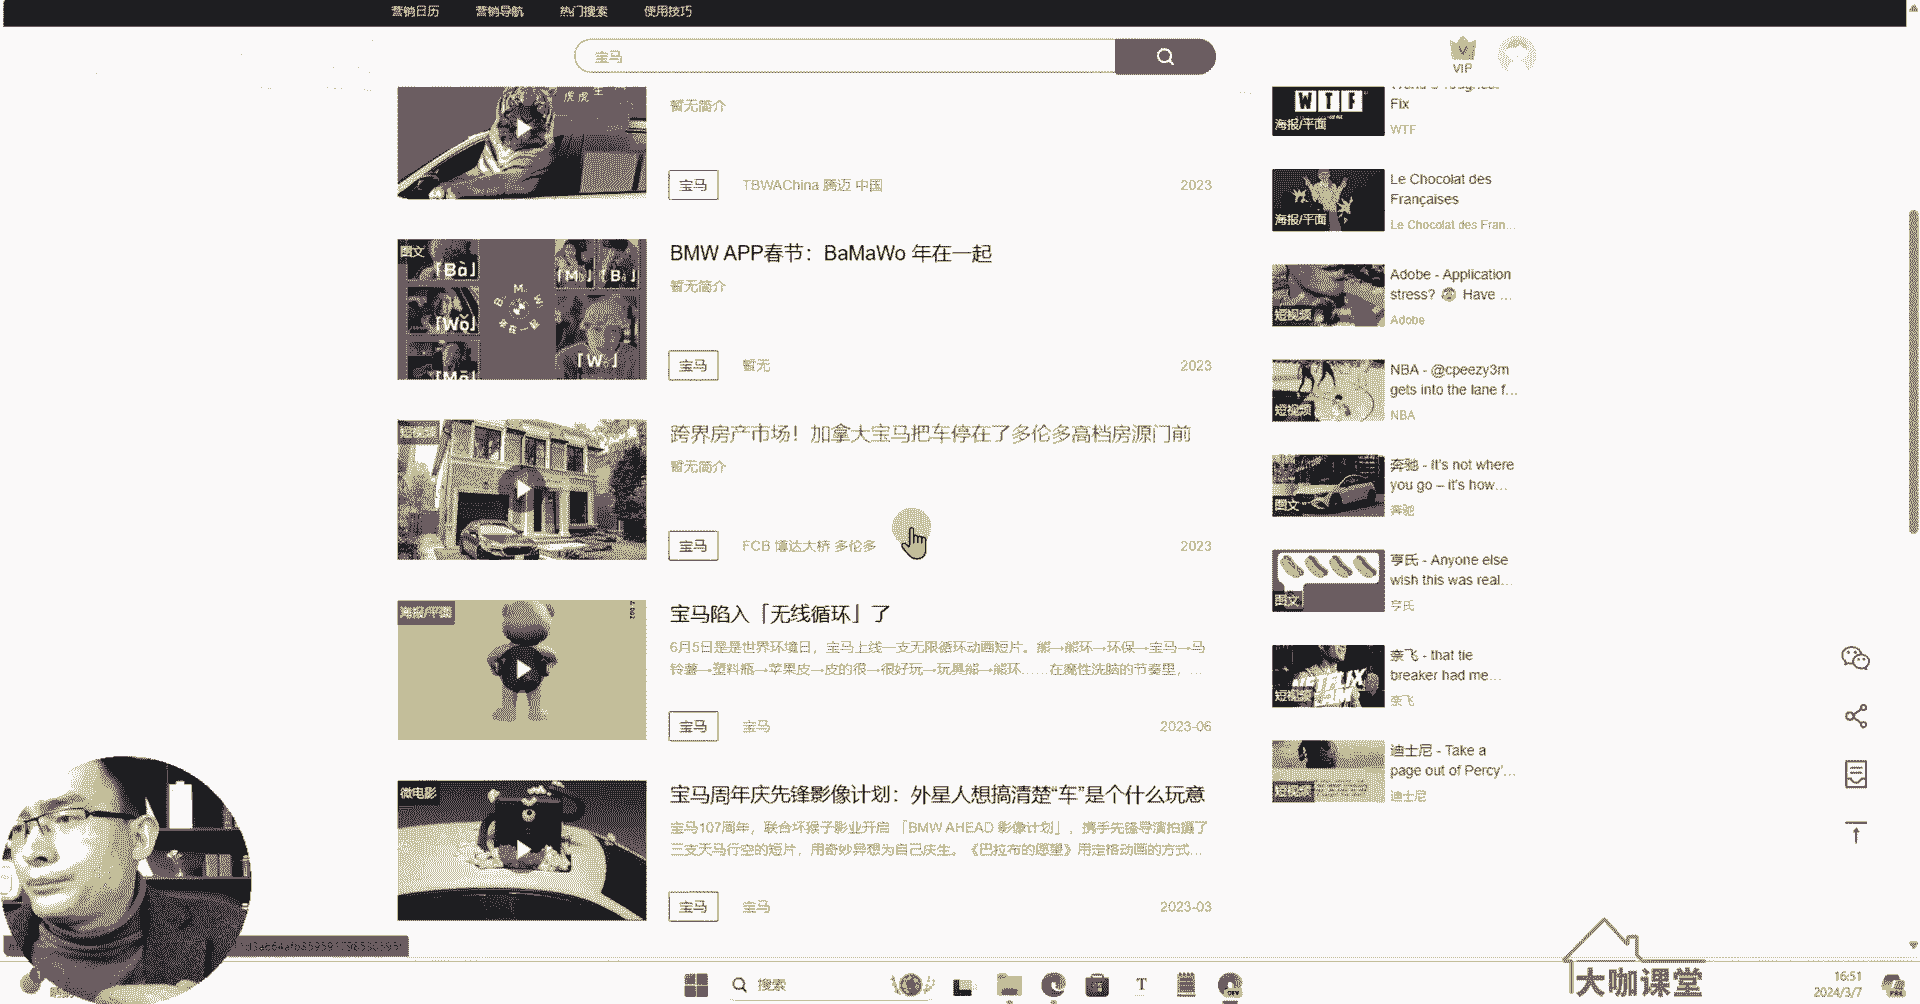 营销日历 营销导航 热门搜索 使用技巧
宝马
VIP
虎虎生
暂无简介
宝马 TBWAChina 腾迈 中国 2023
图文
「Bà」
「Wǒ」
「W
BMW APP春节：BaMaWo 年在一起
暂无简介
宝马 暂无 2023
短视频
跨界房产市场！加拿大宝马把车停在了多伦多高档房源门前
暂无简介
宝马 FCB 博达大桥 多伦多 2023
海报/平面
宝马陷入「无线循环」了
6月5日是是世界环境日，宝马上线一支无限循环动画短片。熊→熊环→环保→宝马→马
铃薯→塑料瓶→苹果皮→皮的很→很好玩→玩具熊→熊环……在魔性洗脑的节奏里，...
宝马 宝马 2023-06
微电影
宝马周年庆先锋影像计划：外星人想搞清楚“车”是个什么玩意
宝马107周年，联合坏猴子影业开启 「BMW AHEAD 影像计划」，携手先锋导演拍摄了
三支天马行空的短片，用奇妙异想为自己庆生。《巴拉布的愿望》用定格动画的方式...
宝马 宝马 2023-03
WTF
海报/平面
Fix
WTF
海报/平面
Le Chocolat des
Françaises
Le Chocolat des Fran...
短视频
Adobe - Application
stress? Have ...
Adobe
短视频
NBA - @cpeezy3m
gets into the lane f...
NBA
图文
奔驰 - It's not where
you go – it's how...
奔驰
图文
亨氏 - Anyone else
wish this was real...
亨氏
NETFLIX
短视频
奈飞 - that tie
breaker had me...
奈飞
短视频
迪士尼 - Take a
page out of Percy'...
迪士尼
大咖课堂
搜索
16:51
2024/3/7